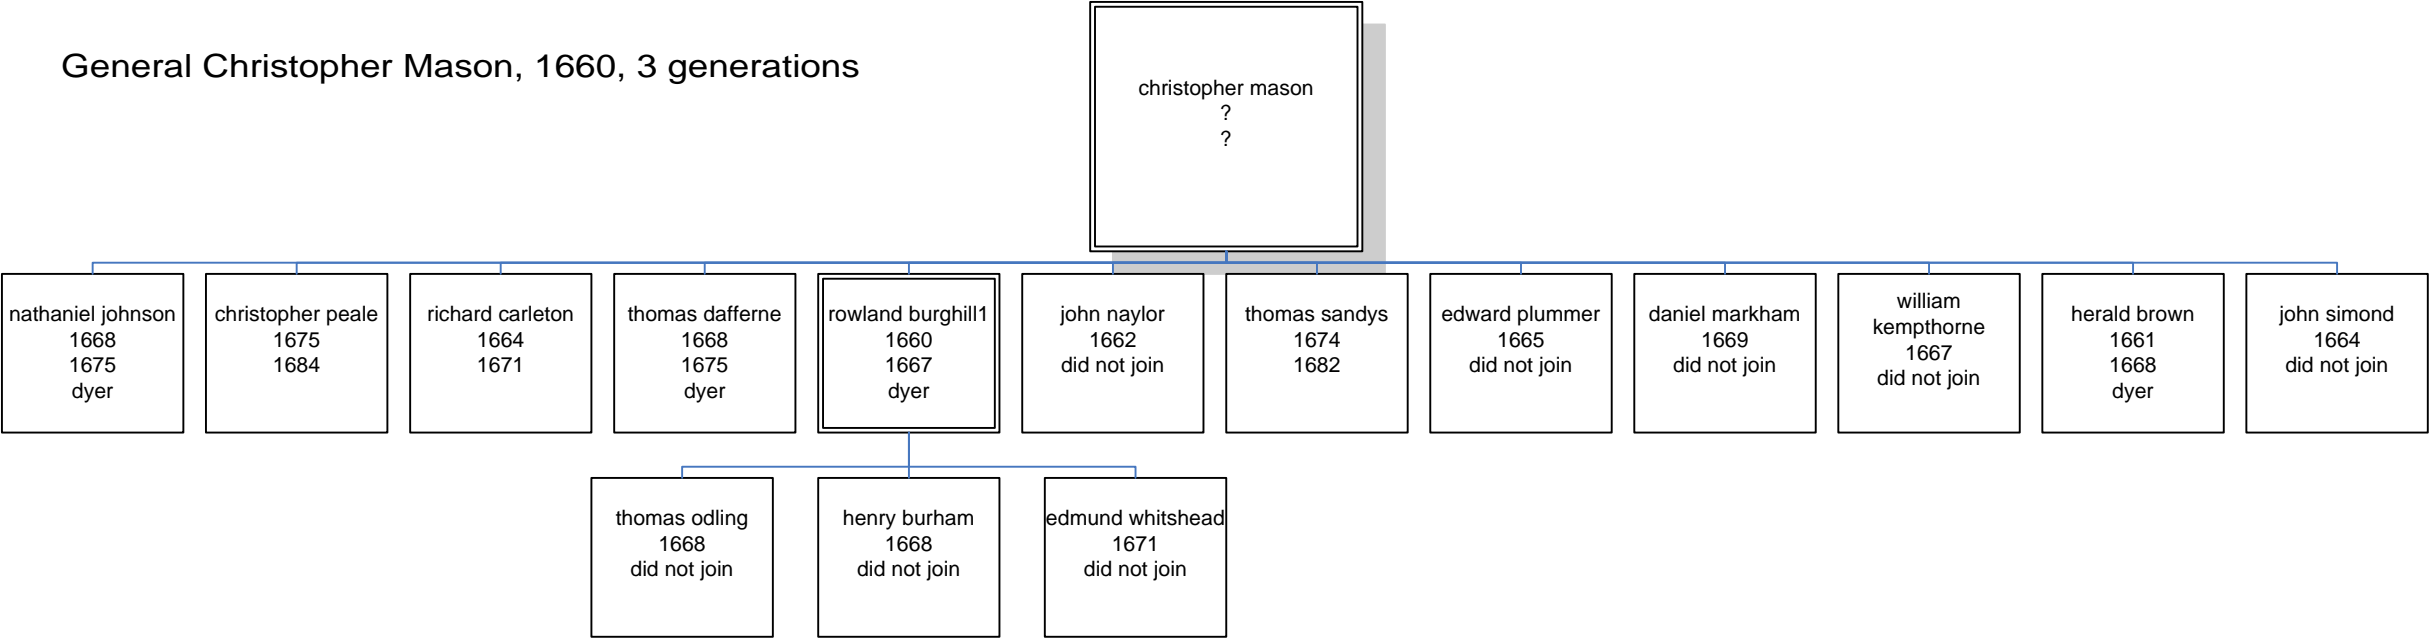 General Christopher Mason, 1660, 3 generations
christopher mason
?
?
nathaniel johnson
1668
1675
dyer
christopher peale
1675
1684
richard carleton
1664
1671
thomas dafferne
1668
1675
dyer
rowland burghill1
1660
1667
dyer
john naylor
1662
did not join
thomas sandys
1674
1682
edward plummer
1665
did not join
daniel markham
1669
did not join
william
kempthorne
1667
did not join
herald brown
1661
1668
dyer
john simond
1664
did not join
thomas odling
1668
did not join
henry burham
1668
did not join
edmund whitshead
1671
did not join